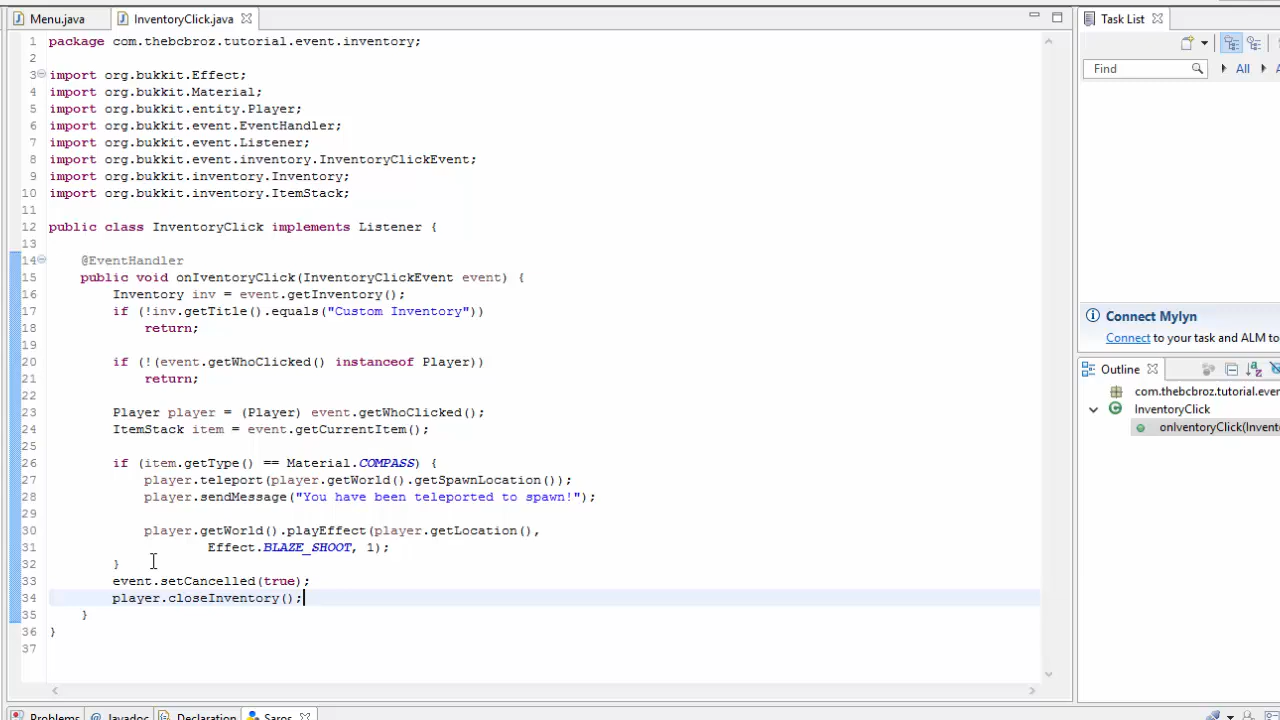 Menu.java
InventoryClick.java
Task List
Find
All
1 package com.thebcbroz.tutorial.event.inventory;
2
3 import org.bukkit.Effect;
4 import org.bukkit.Material;
5 import org.bukkit.entity.Player;
6 import org.bukkit.event.EventHandler;
7 import org.bukkit.event.Listener;
8 import org.bukkit.event.inventory.InventoryClickEvent;
9 import org.bukkit.inventory.Inventory;
10 import org.bukkit.inventory.ItemStack;
11
12 public class InventoryClick implements Listener {
13
14 @EventHandler
15 public void onIventoryClick(InventoryClickEvent event) {
16 Inventory inv = event.getInventory();
17 if (!inv.getTitle().equals("Custom Inventory"))
18 return;
19
20 if (!(event.getWhoClicked() instanceof Player))
21 return;
22
23 Player player = (Player) event.getWhoClicked();
24 ItemStack item = event.getCurrentItem();
25
26 if (item.getType() == Material.COMPASS) {
27 player.teleport(player.getWorld().getSpawnLocation());
28 player.sendMessage("You have been teleported to spawn!");
29
30 player.getWorld().playEffect(player.getLocation(),
31 Effect.BLAZE_SHOOT, 1);
32 }
33 event.setCancelled(true);
34 player.closeInventory();
35 }
36 }
37
Connect Mylyn
Connect to your task and ALM to
Outline
com.thebcbroz.tutorial.even
InventoryClick
onIventoryClick(Invent
Problems
Javadoc
Declaration
Saros